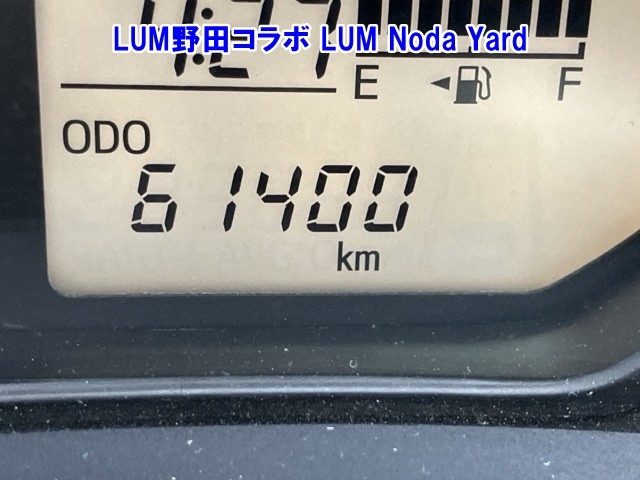 LUM野田コラボ LUM Noda Yard
E F
ODO
61400
km